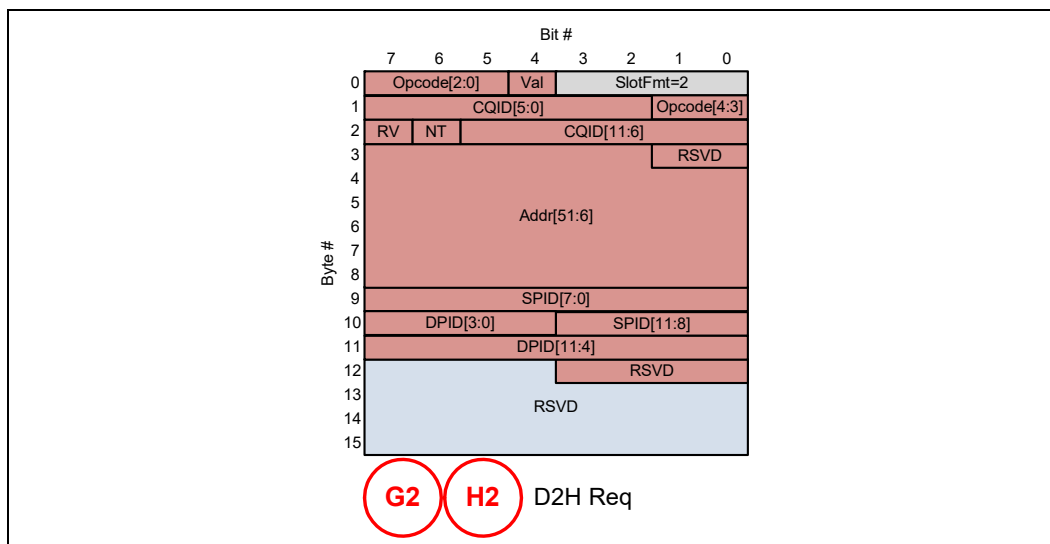 Bit #
7 6 5 4 3 2 1 0
0 Opcode[2:0] Val SlotFmt=2
1 CQID[5:0] Opcode[4:3]
2 RV NT CQID[11:6]
3 RSVD
4
5
Addr[51:6]
6
7
8
Byte #
9 SPID[7:0]
10 DPID[3:0] SPID[11:8]
11 DPID[11:4]
12 RSVD
13
RSVD
14
15
G2 H2 D2H Req